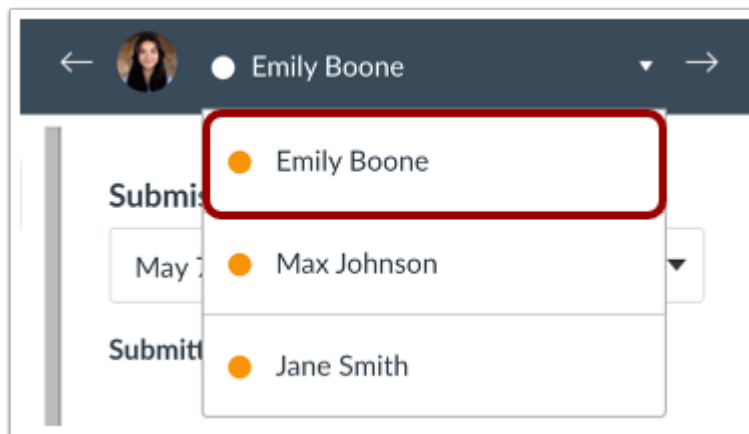 Emily Boone
Emily Boone
Submis
Max Johnson
May 7
Submitt
Jane Smith